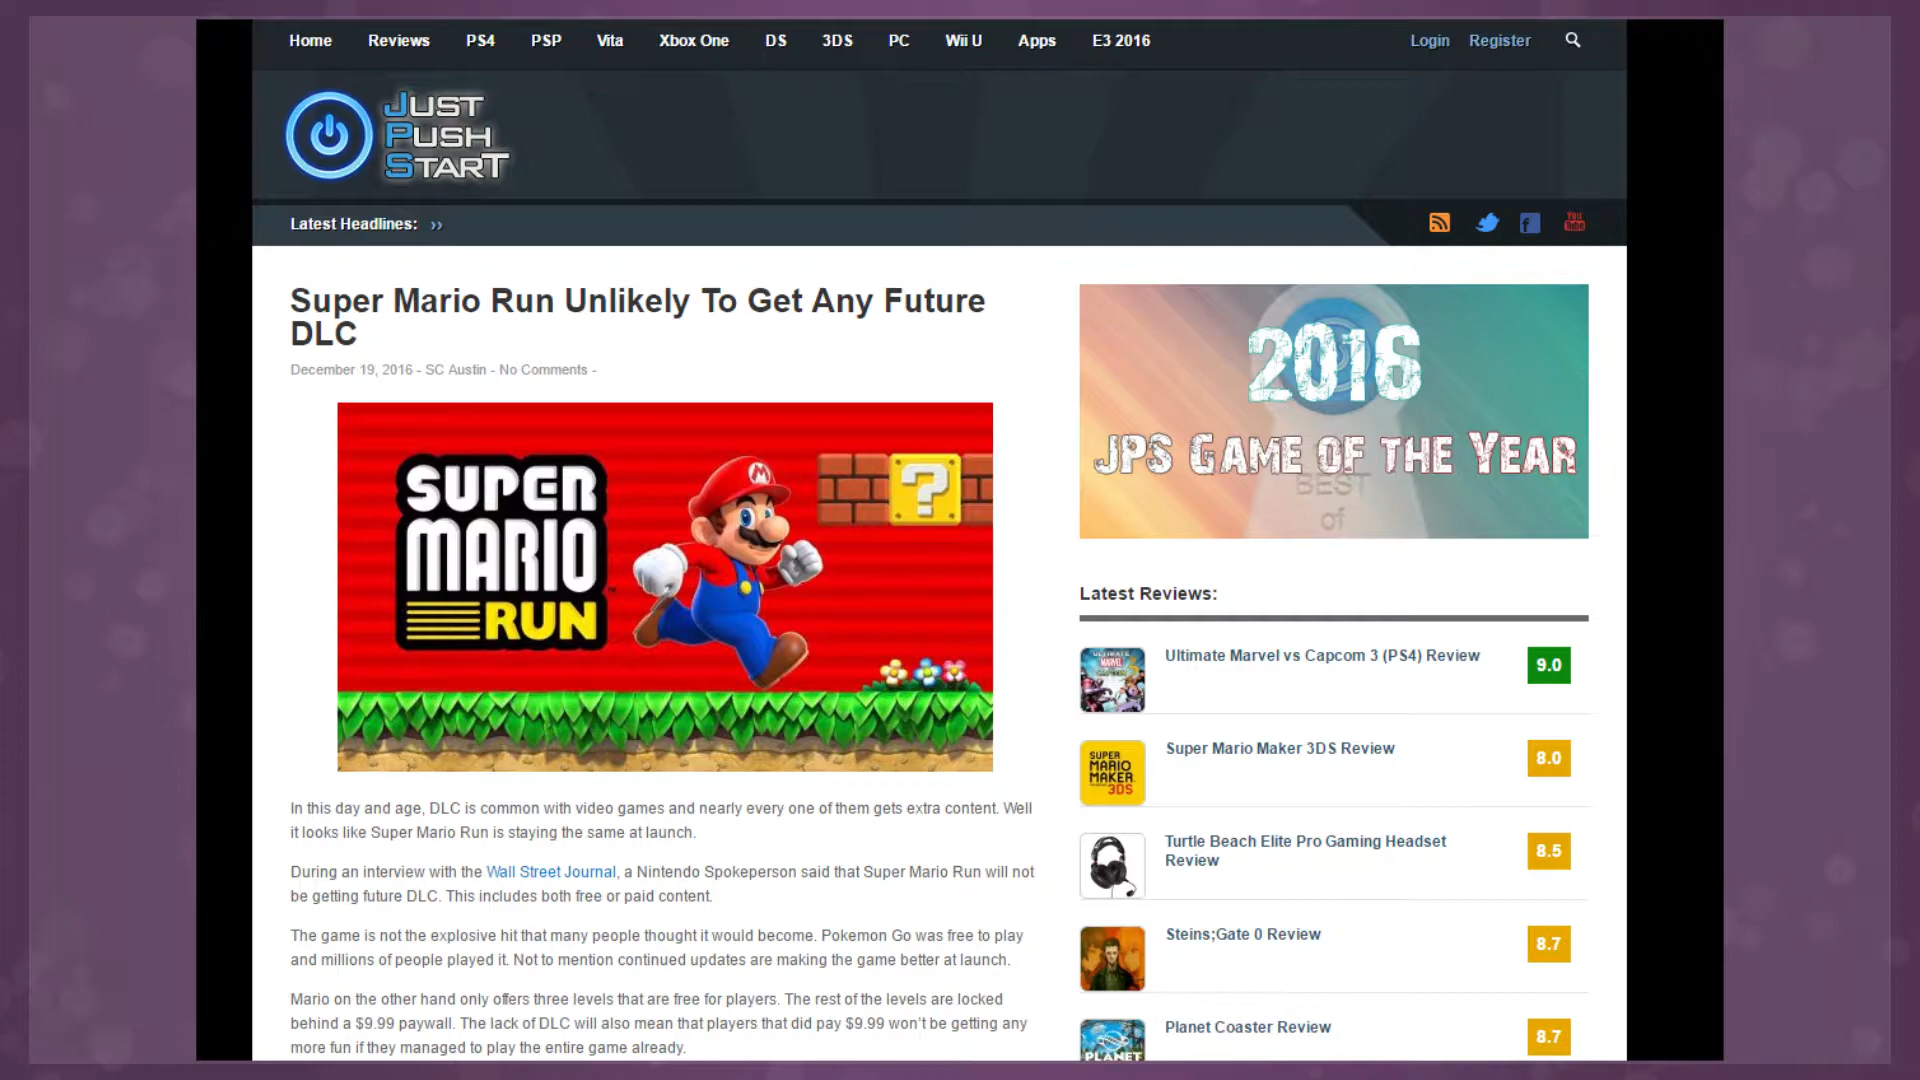 Home Reviews PS4 PSP Vita Xbox One DS 3DS PC Wii U Apps E3 2016 Login Register
JUST
PUSH
START
Latest Headlines: ››
You
Tube
Super Mario Run Unlikely To Get Any Future
DLC
December 19, 2016 - SC Austin - No Comments -
SUPER
MARIO
RUN
M
?
In this day and age, DLC is common with video games and nearly every one of them gets extra content. Well
it looks like Super Mario Run is staying the same at launch.
During an interview with the Wall Street Journal, a Nintendo Spokeperson said that Super Mario Run will not
be getting future DLC. This includes both free or paid content.
The game is not the explosive hit that many people thought it would become. Pokemon Go was free to play
and millions of people played it. Not to mention continued updates are making the game better at launch.
Mario on the other hand only offers three levels that are free for players. The rest of the levels are locked
behind a $9.99 paywall. The lack of DLC will also mean that players that did pay $9.99 won't be getting any
more fun if they managed to play the entire game already.
2016
JPS GAME OF THE YEAR
BEST
of
Latest Reviews:
ULTIMATE
MARVEL
Ultimate Marvel vs Capcom 3 (PS4) Review 9.0
SUPER
MARIO
MAKER
3DS
Super Mario Maker 3DS Review 8.0
Turtle Beach Elite Pro Gaming Headset
Review
8.5
Steins;Gate 0 Review 8.7
PLANET
Planet Coaster Review 8.7